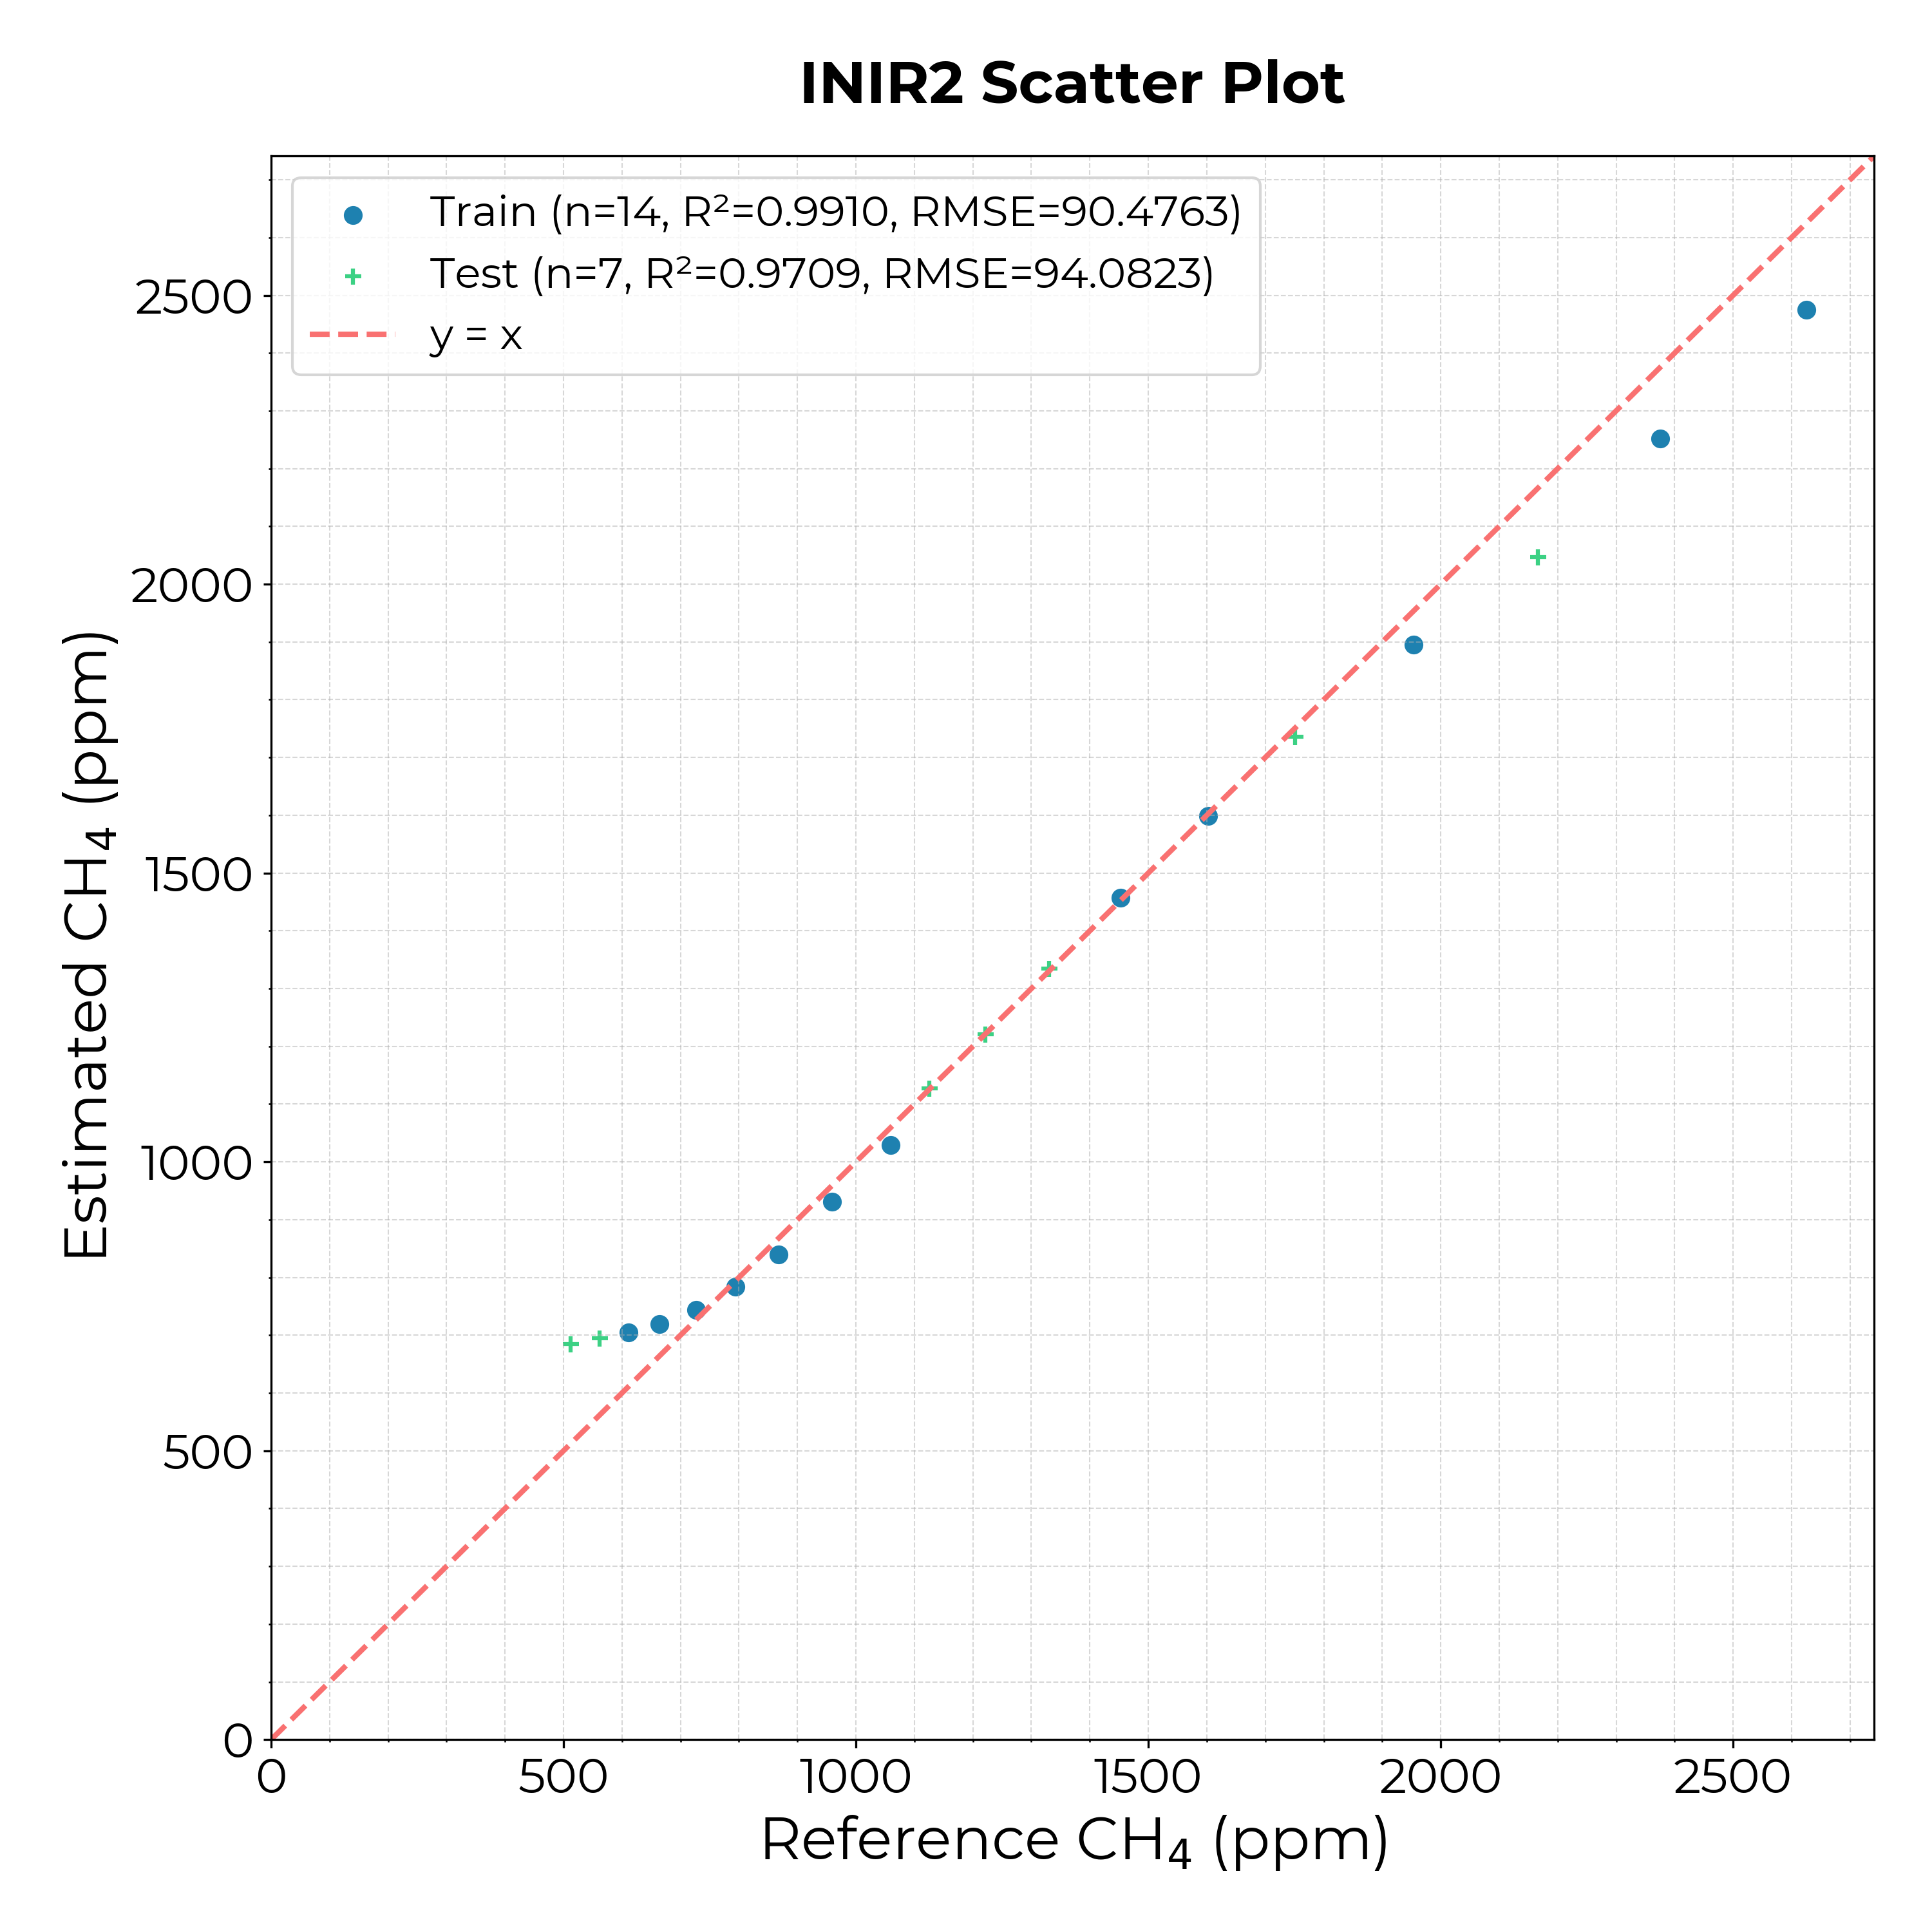 INIR2 Scatter Plot
Train (n=14, R²=0.9910, RMSE=90.4763)
Test (n=7, R²=0.9709, RMSE=94.0823)
y = x
Estimated CH₄ (ppm)
2500
2000
1500
1000
500
0
0 500 1000 1500 2000 2500
Reference CH₄ (ppm)